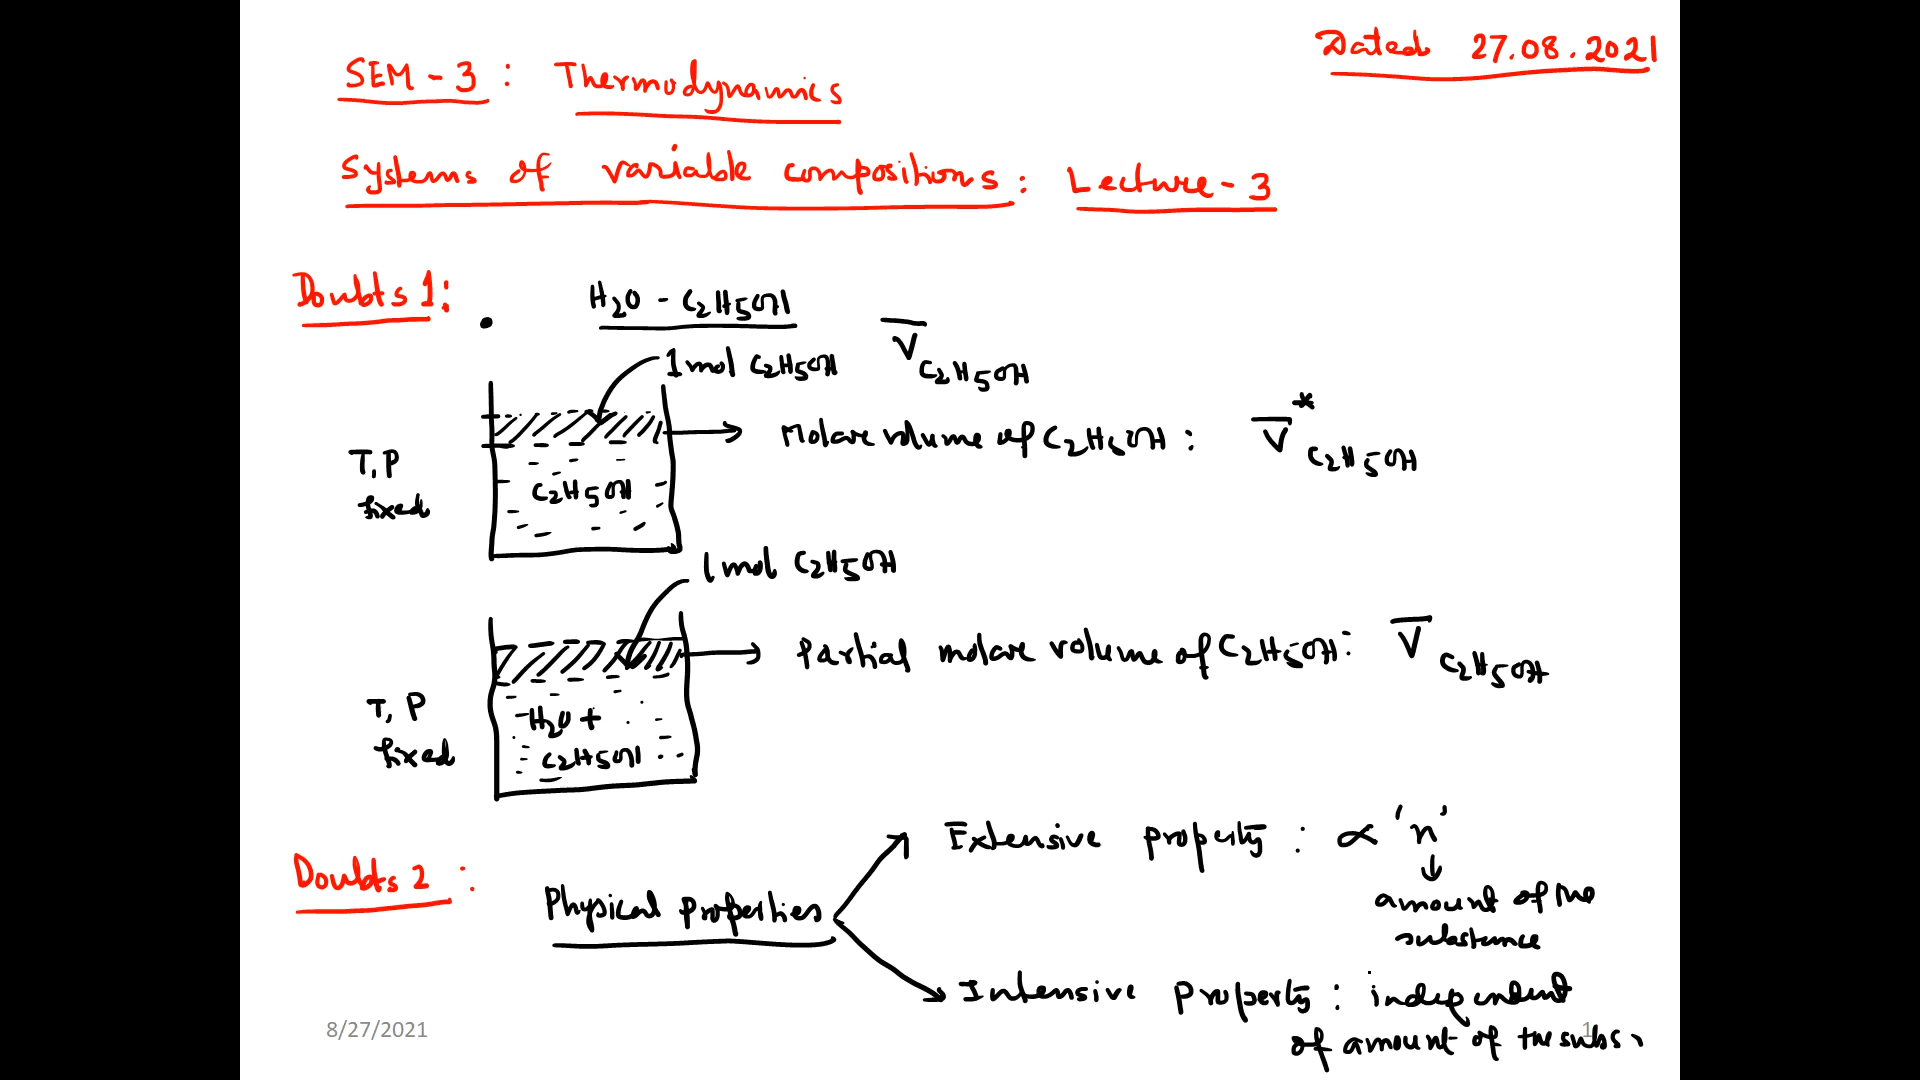 Dated 27.08.2021
SEM - 3 : Thermodynamics
Systems of variable compositions : Lecture - 3
Doubts 1:
• H₂O - C₂H₅OH
1 mol C₂H₅OH V̅ C₂H₅OH
Molar volume of C₂H₅OH : V̅* C₂H₅OH
T, P
fixed
C₂H₅OH
1 mol C₂H₅OH
Partial molar volume of C₂H₅OH : V̅ C₂H₅OH
T, P
fixed
H₂O +
C₂H₅OH
Doubts 2 :
Physical properties
Extensive property : ∝ 'n'
↓
amount of the
substance
Intensive property : independent
of amount of the subs.
8/27/2021
1